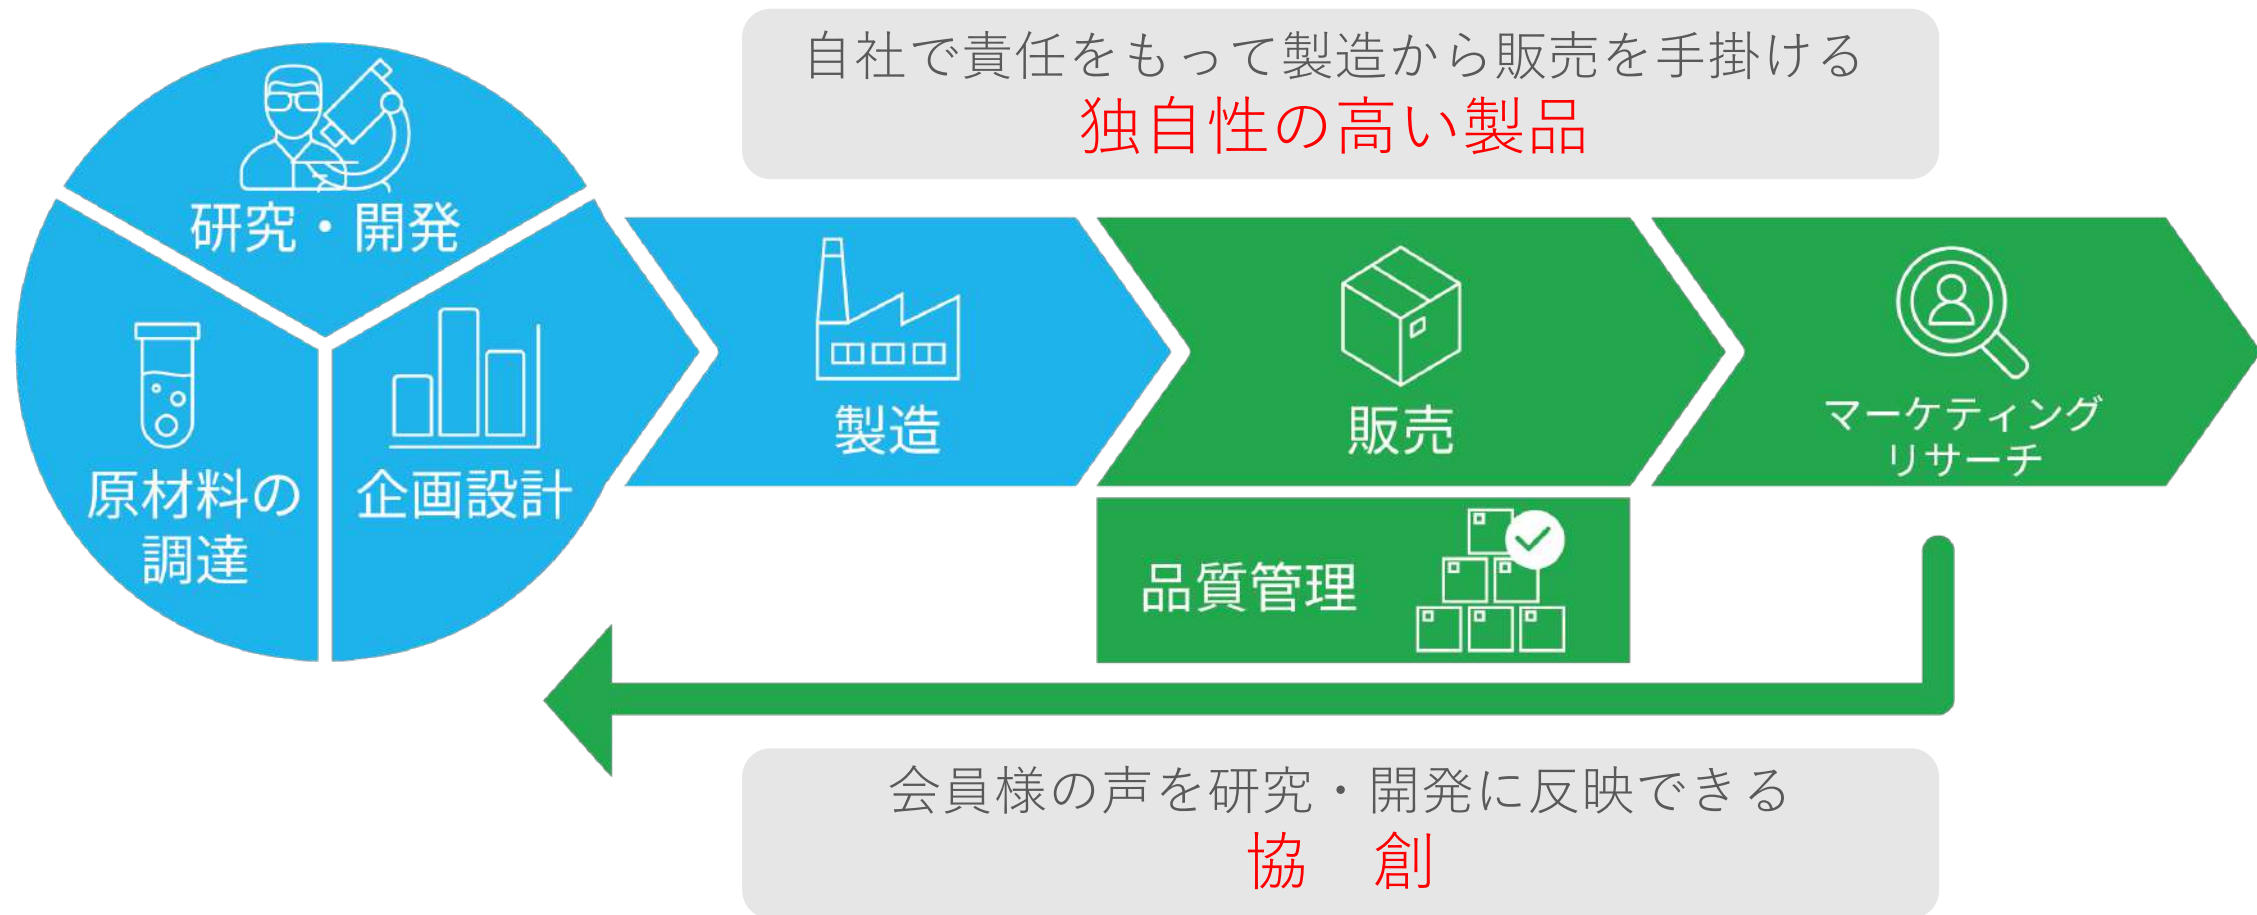 自社で責任をもって製造から販売を手掛ける
独自性の高い製品
研究・開発
原材料の
調達
企画設計
製造
販売
マーケティング
リサーチ
品質管理
会員様の声を研究・開発に反映できる
協　創